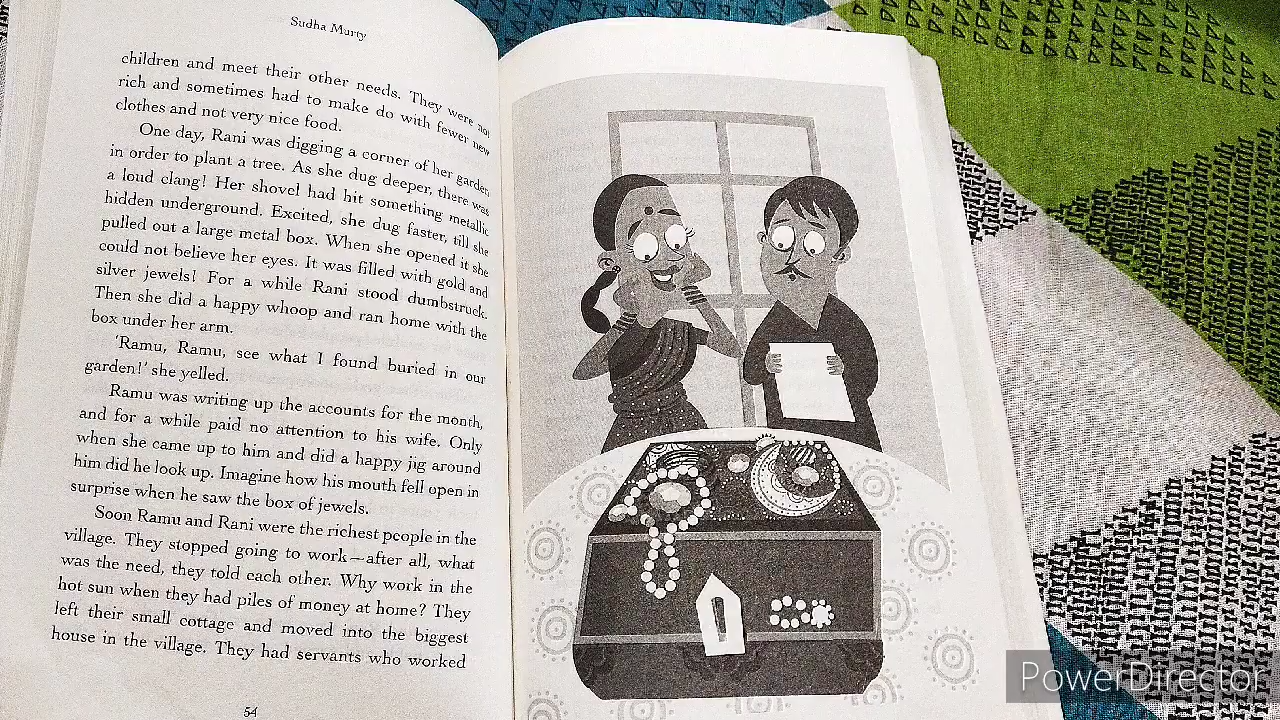 Sudha Murty
children and meet their other needs. They were not
rich and sometimes had to make do with fewer new
clothes and not very nice food.
One day, Rani was digging a corner of her garden
in order to plant a tree. As she dug deeper, there was
a loud clang! Her shovel had hit something metallic
hidden underground. Excited, she dug faster, till she
pulled out a large metal box. When she opened it she
could not believe her eyes. It was filled with gold and
silver jewels! For a while Rani stood dumbstruck.
Then she did a happy whoop and ran home with the
box under her arm.
'Ramu, Ramu, see what I found buried in our
garden!' she yelled.
Ramu was writing up the accounts for the month,
and for a while paid no attention to his wife. Only
when she came up to him and did a happy jig around
him did he look up. Imagine how his mouth fell open in
surprise when he saw the box of jewels.
Soon Ramu and Rani were the richest people in the
village. They stopped going to work—after all, what
was the need, they told each other. Why work in the
hot sun when they had piles of money at home? They
left their small cottage and moved into the biggest
house in the village. They had servants who worked
54
PowerDirector